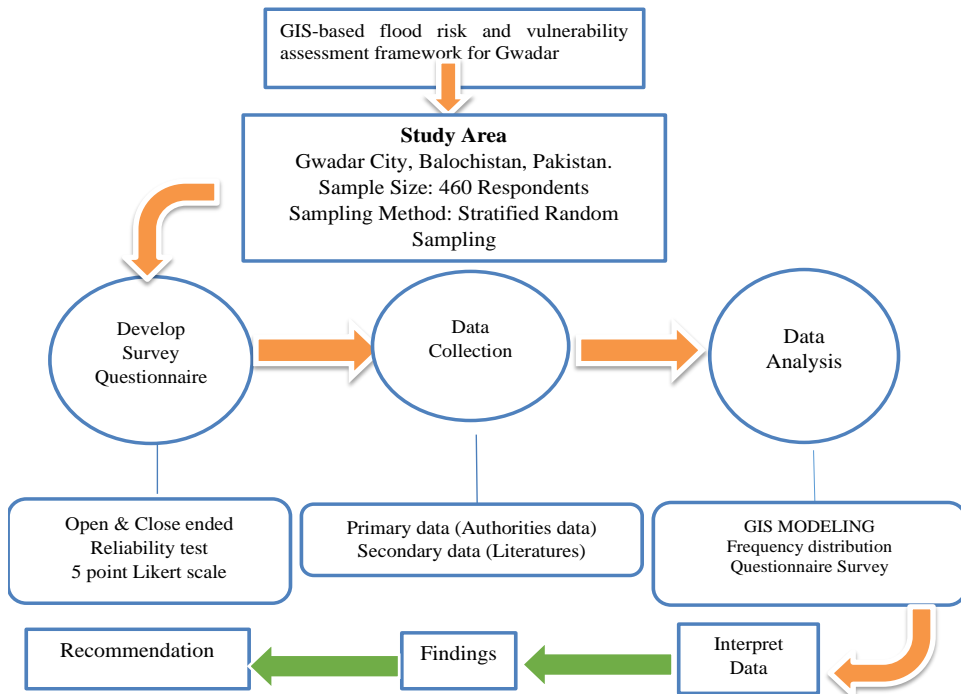 GIS-based flood risk and vulnerability
assessment framework for Gwadar
Study Area
Gwadar City, Balochistan, Pakistan.
Sample Size: 460 Respondents
Sampling Method: Stratified Random
Sampling
Develop
Survey
Questionnaire
Data
Collection
Data
Analysis
Open & Close ended
Reliability test
5 point Likert scale
Primary data (Authorities data)
Secondary data (Literatures)
GIS MODELING
Frequency distribution
Questionnaire Survey
Recommendation
Findings
Interpret
Data